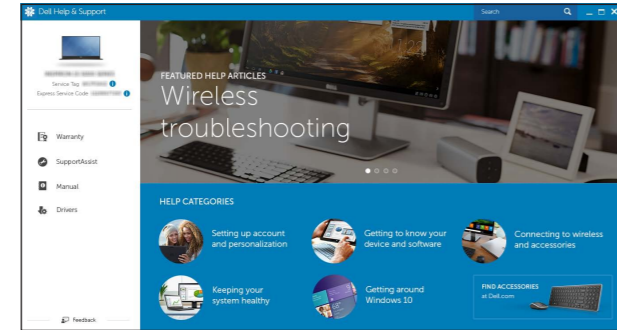 Dell Help & Support
Search
Service Tag:
Express Service Code:
Warranty
SupportAssist
Manual
Drivers
Feedback
FEATURED HELP ARTICLES
Wireless
troubleshooting
HELP CATEGORIES
Setting up account
and personalization
Getting to know your
device and software
Connecting to wireless
and accessories
Keeping your
system healthy
Getting around
Windows 10
FIND ACCESSORIES
at Dell.com